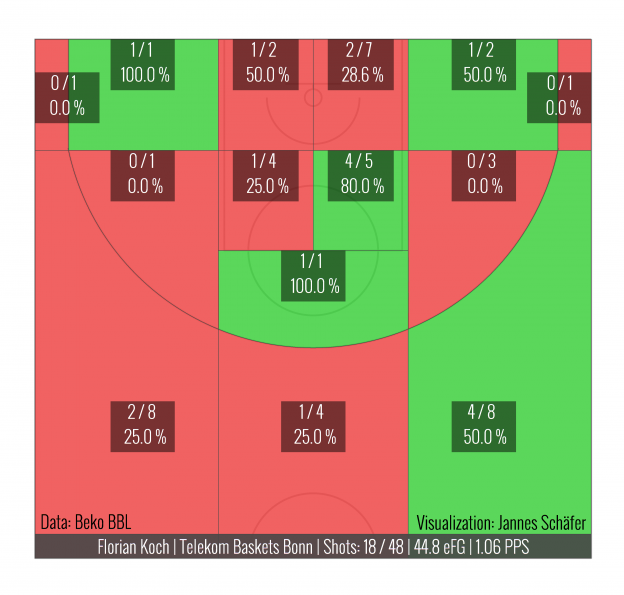 1 / 1
100.0 %
1 / 2
50.0 %
2 / 7
28.6 %
1 / 2
50.0 %
0 / 1
0.0 %
0 / 1
0.0 %
0 / 1
0.0 %
1 / 4
25.0 %
4 / 5
80.0 %
0 / 3
0.0 %
1 / 1
100.0 %
2 / 8
25.0 %
1 / 4
25.0 %
4 / 8
50.0 %
Data: Beko BBL
Visualization: Jannes Schäfer
Florian Koch | Telekom Baskets Bonn | Shots: 18 / 48 | 44.8 eFG | 1.06 PPS